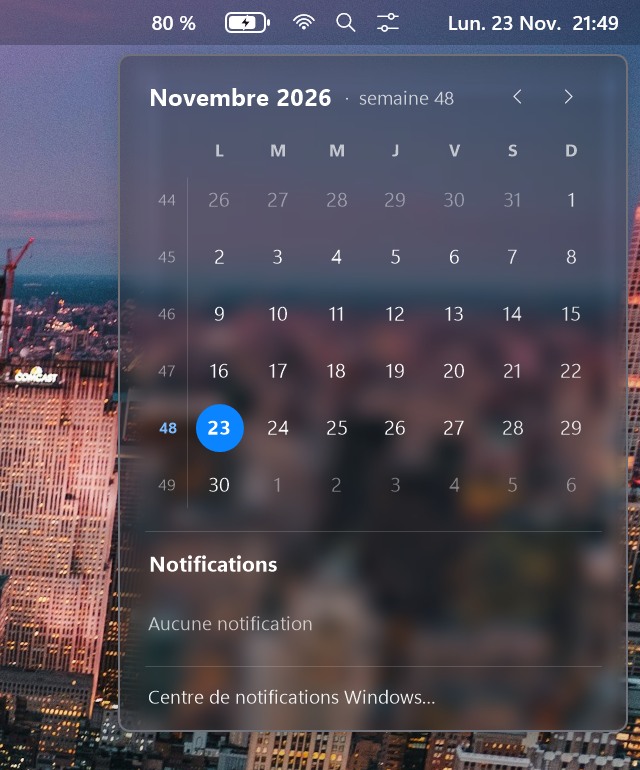 80 % Lun. 23 Nov. 21:49
Novembre 2026 · semaine 48
L M M J V S D
44 26 27 28 29 30 31 1
45 2 3 4 5 6 7 8
46 9 10 11 12 13 14 15
47 16 17 18 19 20 21 22
48 23 24 25 26 27 28 29
49 30 1 2 3 4 5 6
COMCAST
Notifications
Aucune notification
Centre de notifications Windows...